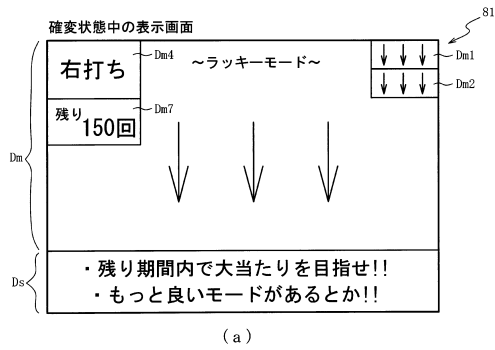 確変状態中の表示画面
81
右打ち
Dm4
~ラッキーモード~
Dm1
Dm2
残り
150回
Dm7
Dm
Ds
・残り期間内で大当たりを目指せ!!
・もっと良いモードがあるとか!!
(a)